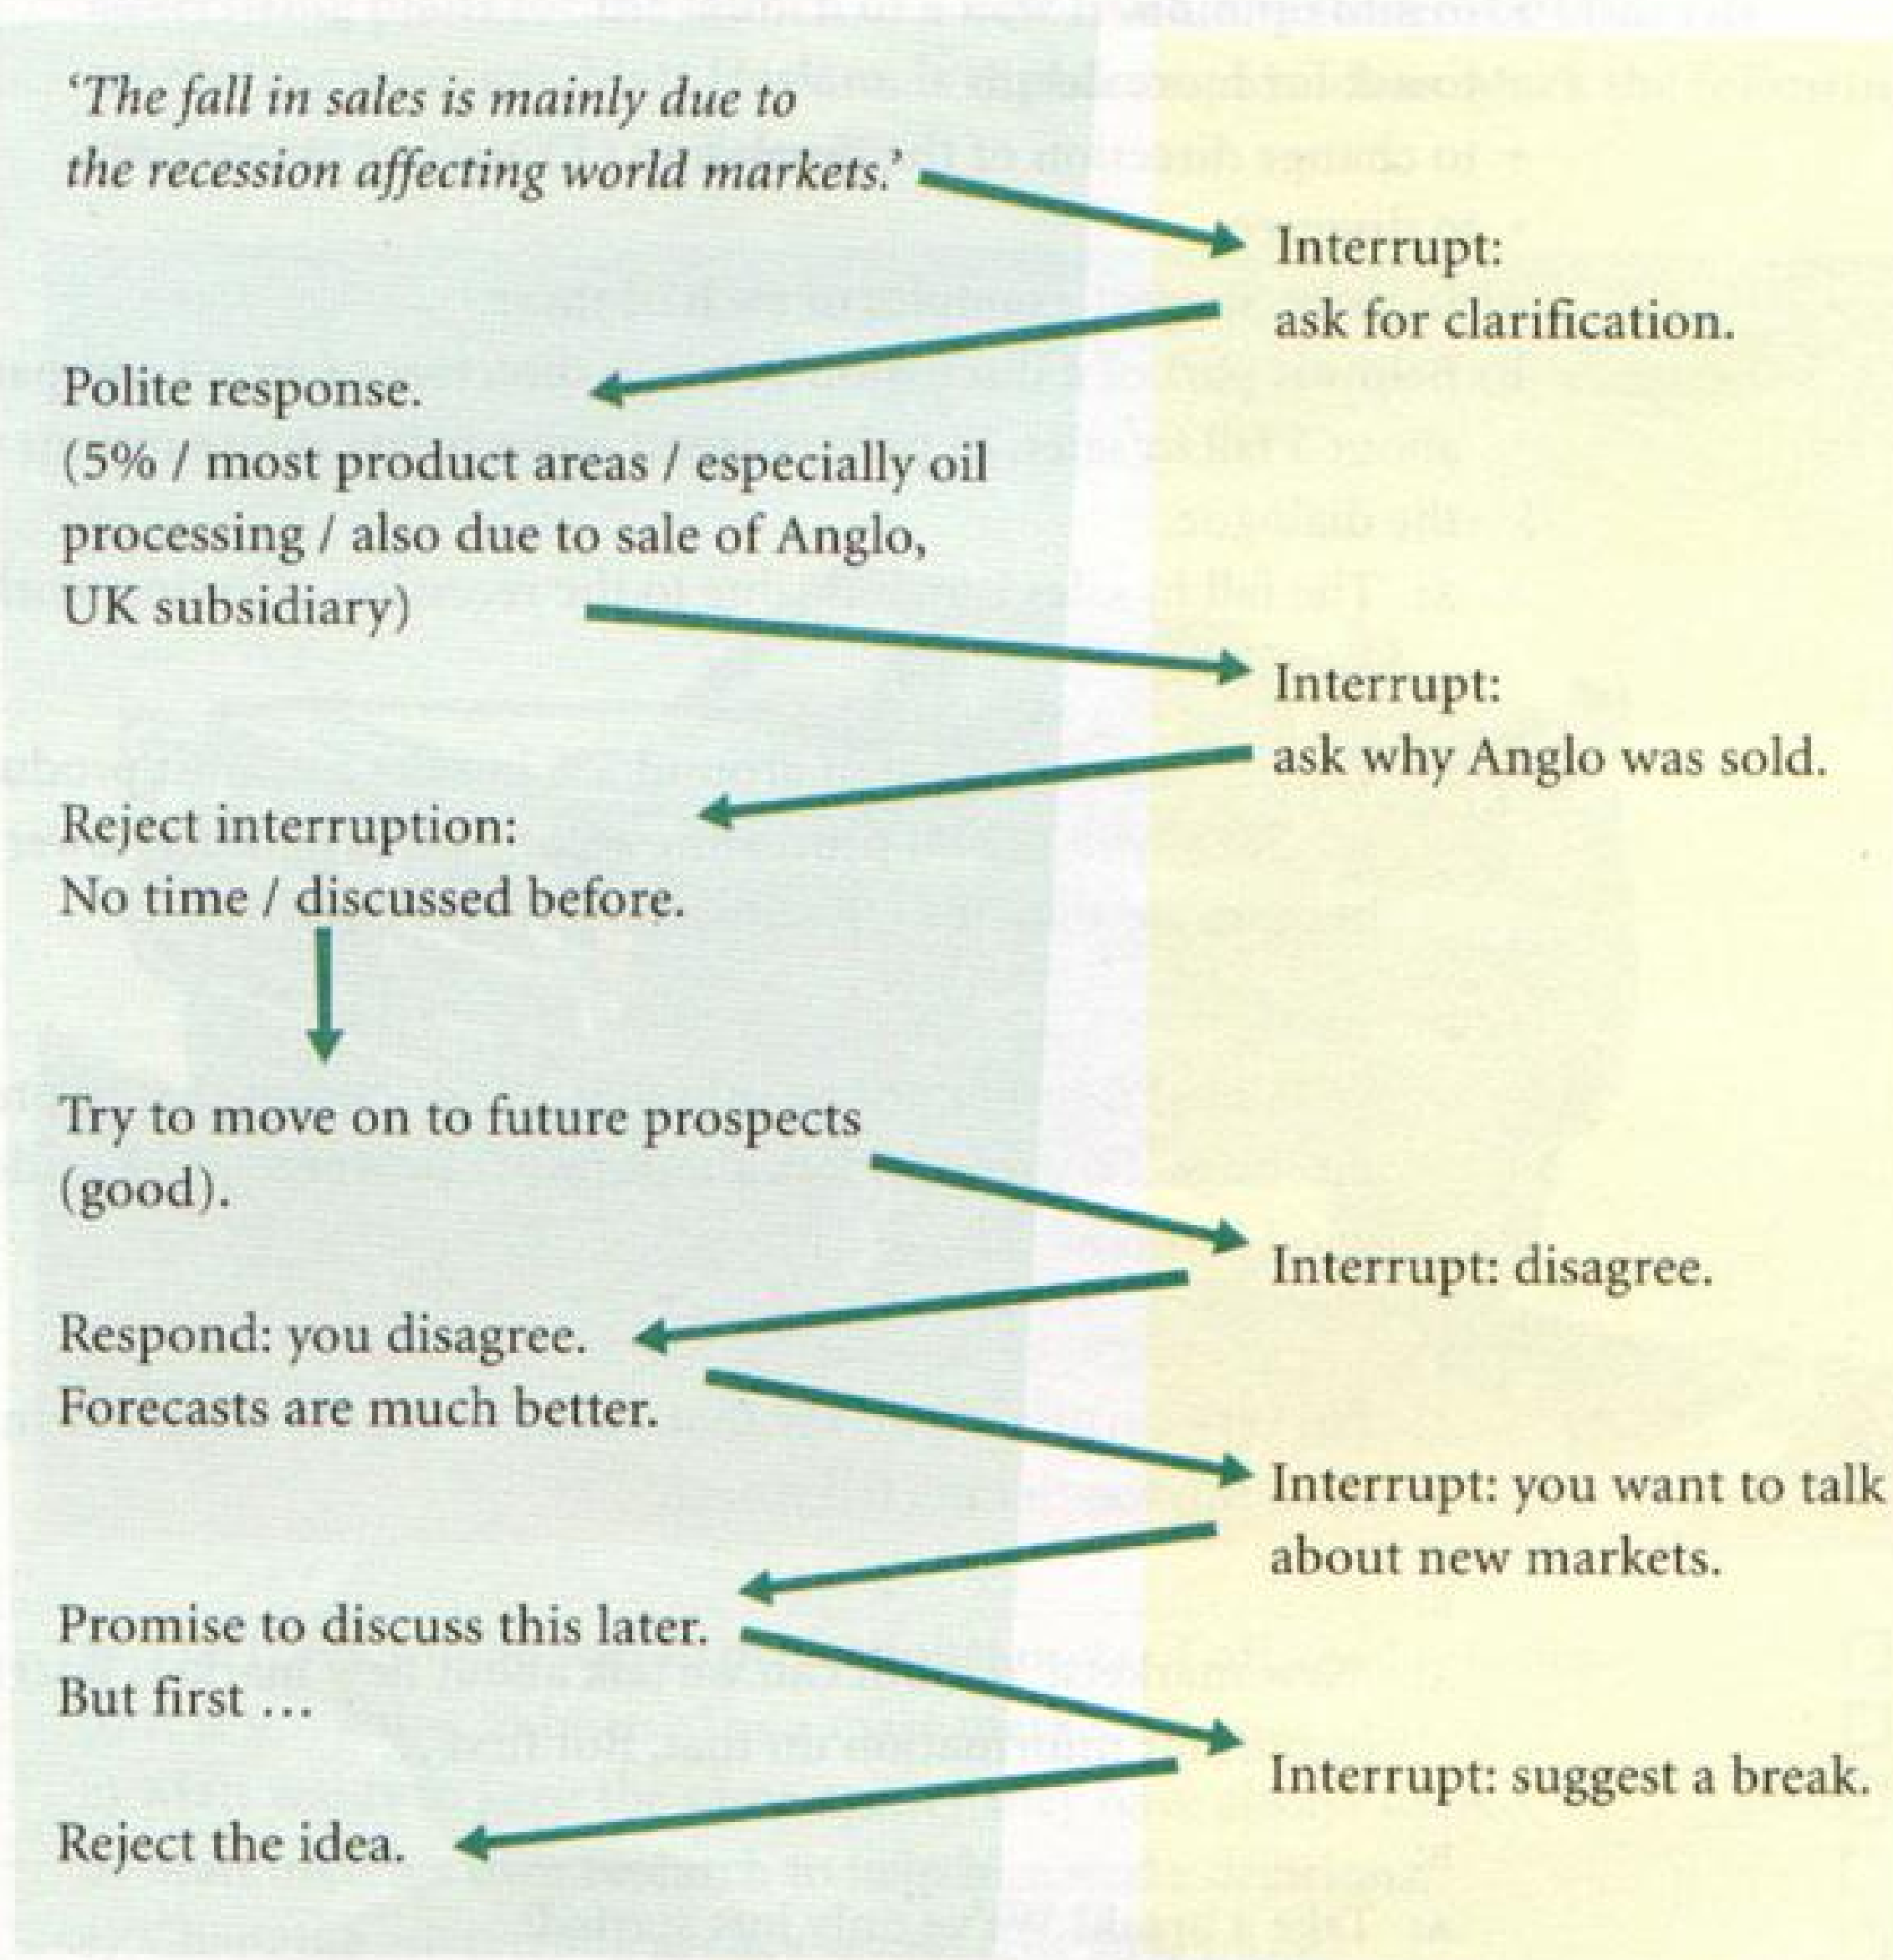 ‘The fall in sales is mainly due to
the recession affecting world markets.’
Interrupt:
ask for clarification.
Polite response.
(5% / most product areas / especially oil
processing / also due to sale of Anglo,
UK subsidiary)
Interrupt:
ask why Anglo was sold.
Reject interruption:
No time / discussed before.
Try to move on to future prospects
(good).
Interrupt: disagree.
Respond: you disagree.
Forecasts are much better.
Interrupt: you want to talk
about new markets.
Promise to discuss this later.
But first …
Interrupt: suggest a break.
Reject the idea.